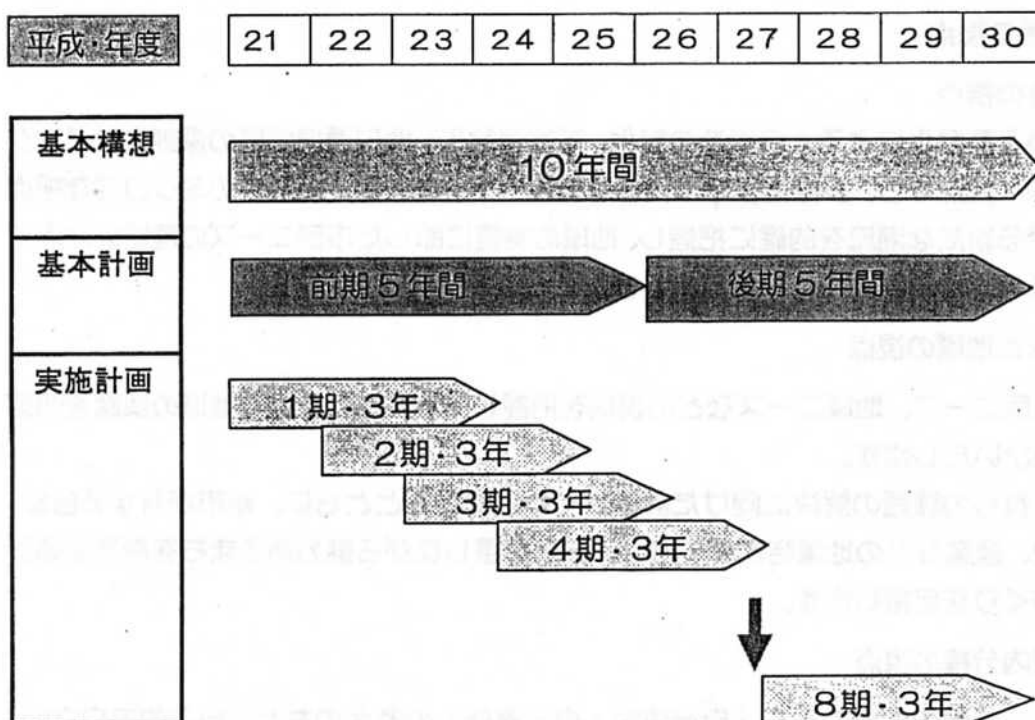 平成・年度 21 22 23 24 25 26 27 28 29 30
基本構想
10年間
基本計画
前期5年間 後期5年間
実施計画
1期・3年
2期・3年
3期・3年
4期・3年
8期・3年